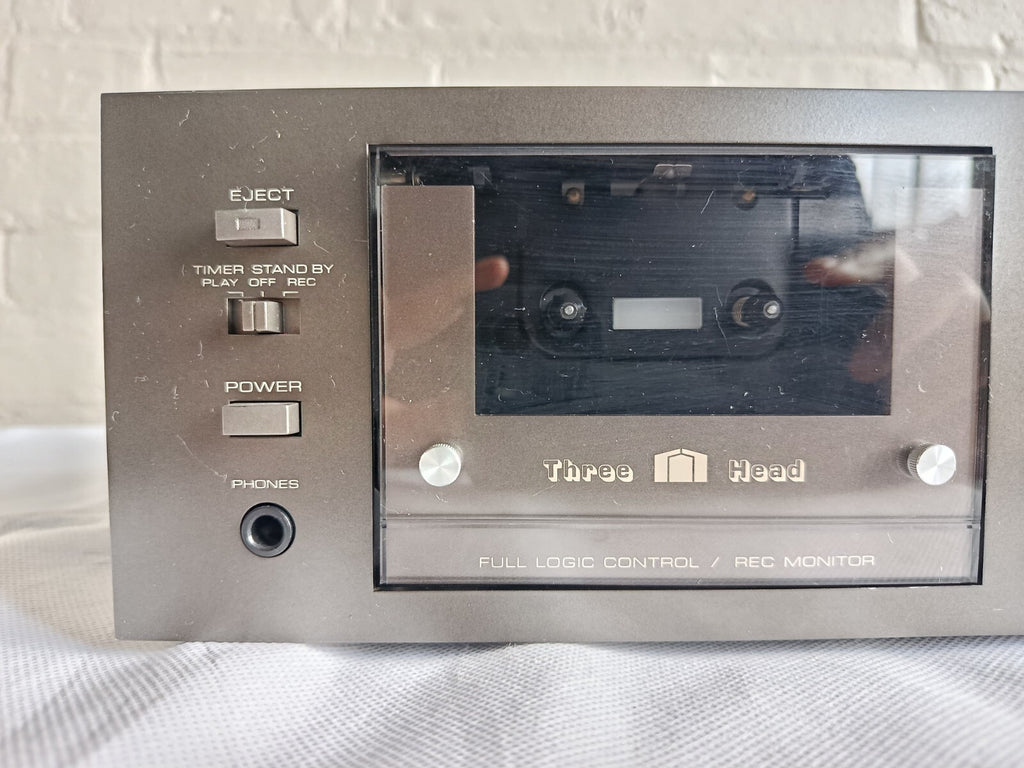 EJECT
TIMER STAND BY
PLAY OFF REC
POWER
PHONES
Three Head
FULL LOGIC CONTROL / REC MONITOR